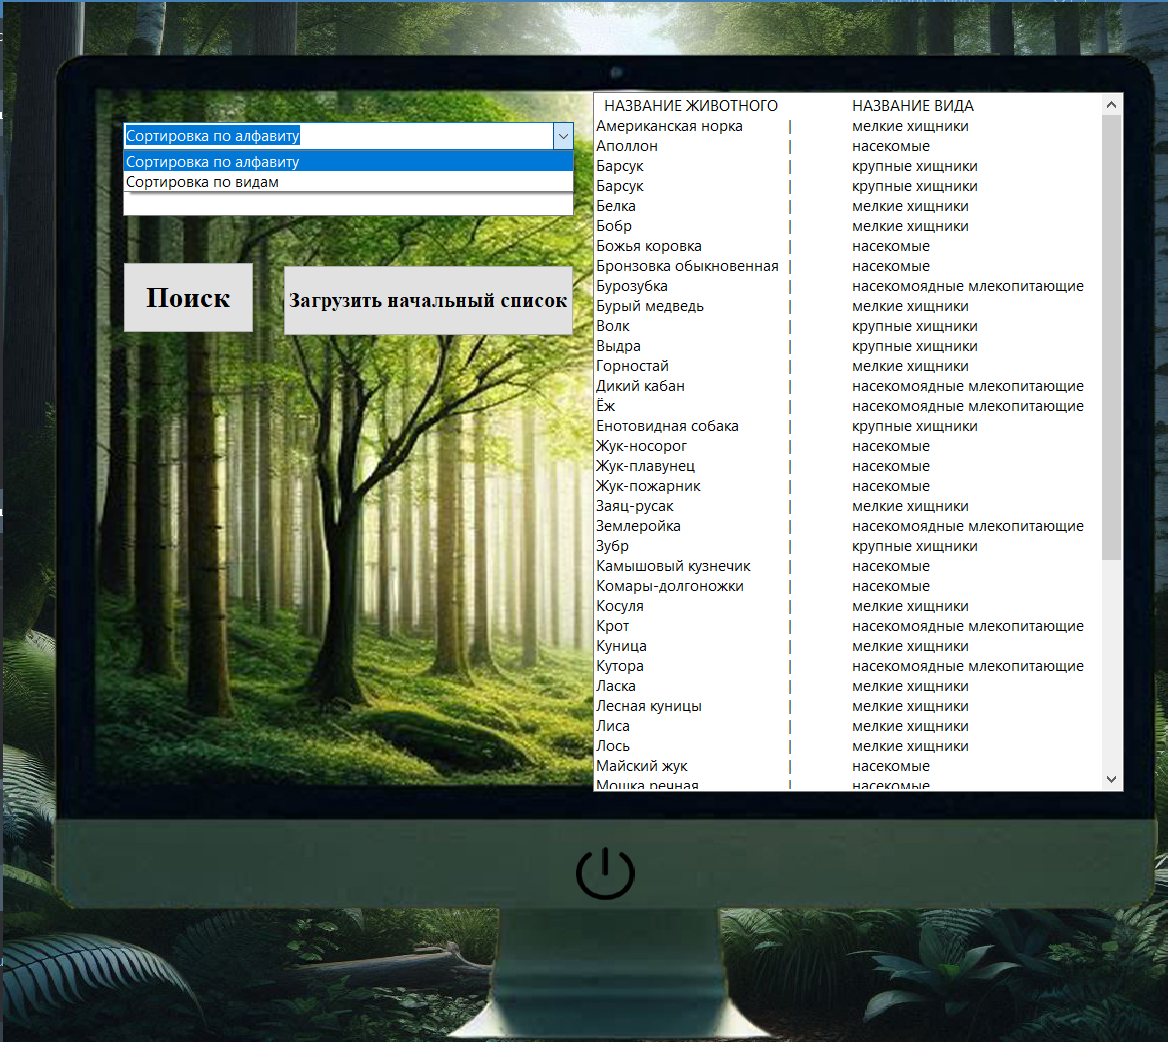 Сортировка по алфавиту
Сортировка по алфавиту
Сортировка по видам
Поиск
Загрузить начальный список
НАЗВАНИЕ ЖИВОТНОГО НАЗВАНИЕ ВИДА
Американская норка | мелкие хищники
Аполлон | насекомые
Барсук | крупные хищники
Барсук | крупные хищники
Белка | мелкие хищники
Бобр | мелкие хищники
Божья коровка | насекомые
Бронзовка обыкновенная | насекомые
Бурозубка | насекомоядные млекопитающие
Бурый медведь | мелкие хищники
Волк | крупные хищники
Выдра | крупные хищники
Горностай | мелкие хищники
Дикий кабан | насекомоядные млекопитающие
Ёж | насекомоядные млекопитающие
Енотовидная собака | крупные хищники
Жук-носорог | насекомые
Жук-плавунец | насекомые
Жук-пожарник | насекомые
Заяц-русак | мелкие хищники
Землеройка | насекомоядные млекопитающие
Зубр | крупные хищники
Камышовый кузнечик | насекомые
Комары-долгоножки | насекомые
Косуля | мелкие хищники
Крот | насекомоядные млекопитающие
Куница | мелкие хищники
Кутора | насекомоядные млекопитающие
Ласка | мелкие хищники
Лесная куницы | мелкие хищники
Лиса | мелкие хищники
Лось | мелкие хищники
Майский жук | насекомые
Мошка речная | насекомые